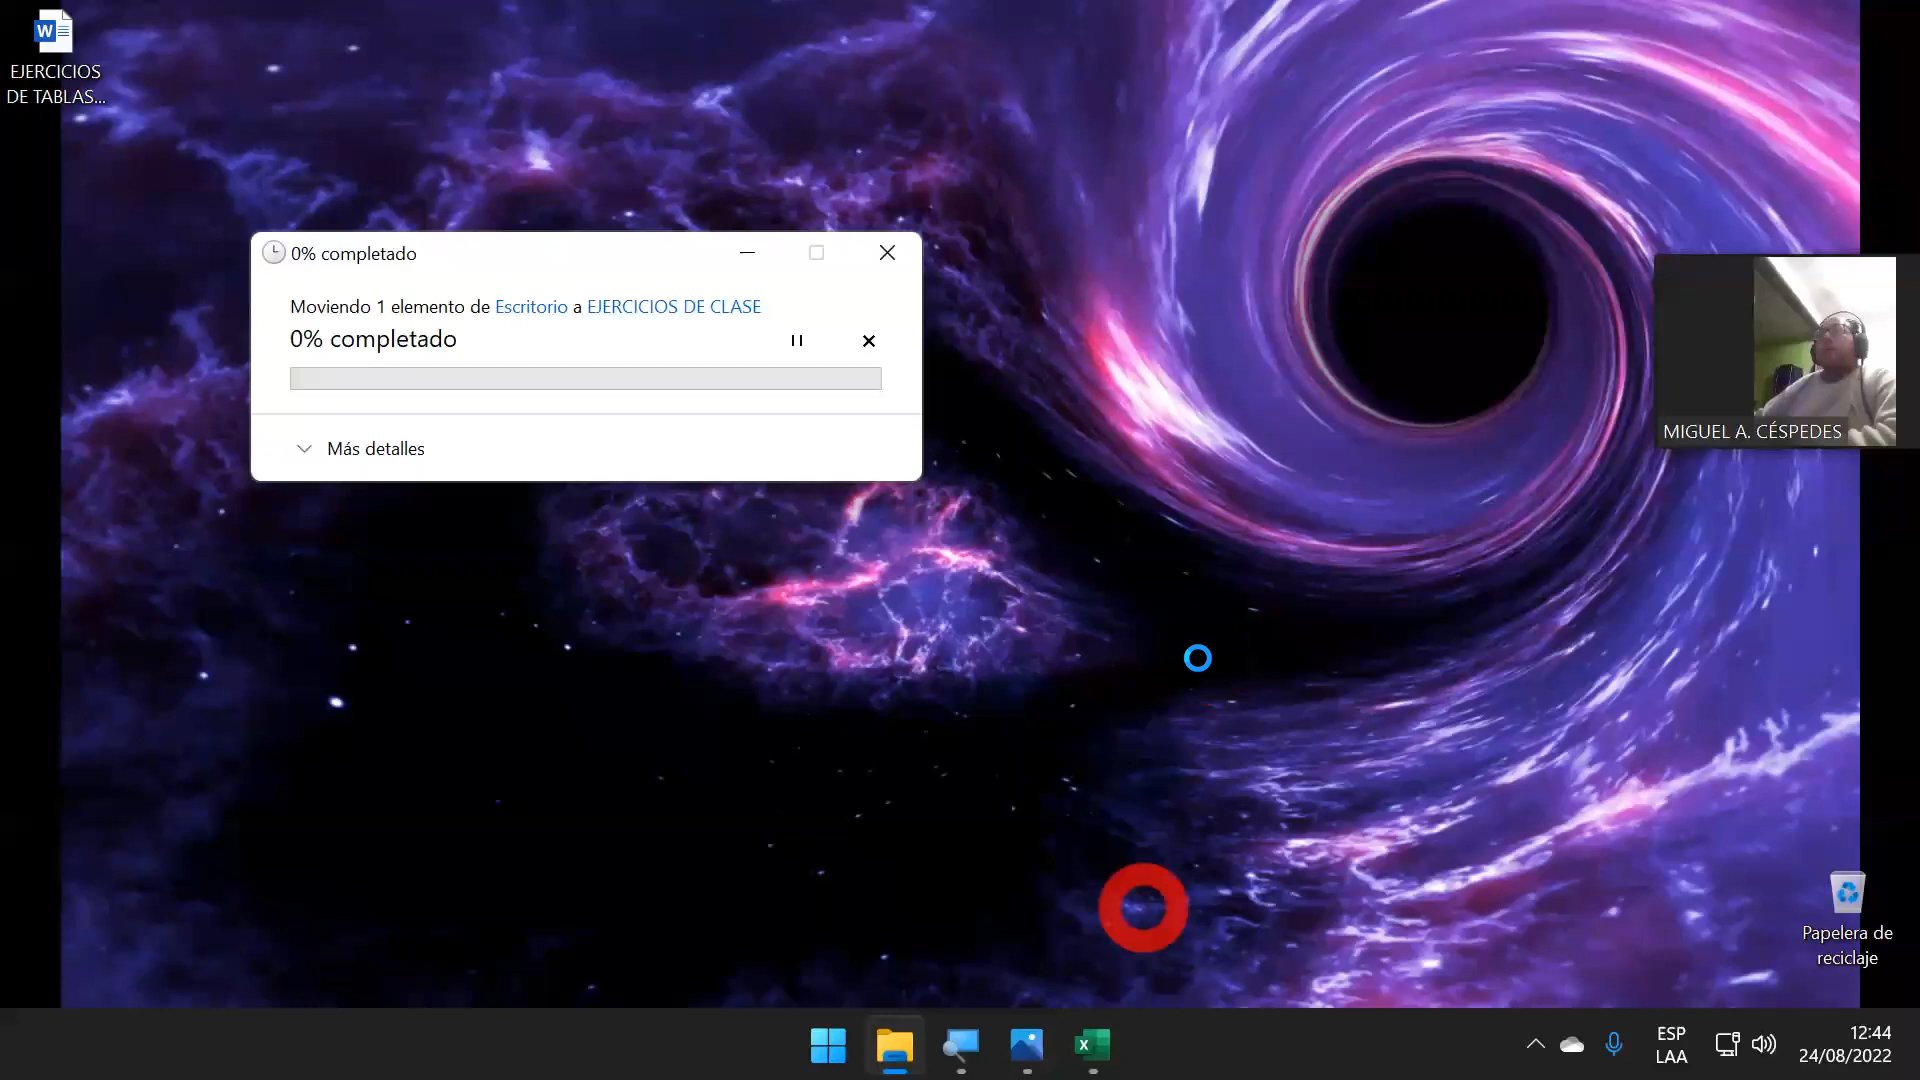 EJERCICIOS
DE TABLAS...
0% completado
Moviendo 1 elemento de Escritorio a EJERCICIOS DE CLASE
0% completado
Más detalles
MIGUEL A. CÉSPEDES
Papelera de
reciclaje
ESP
LAA
12:44
24/08/2022